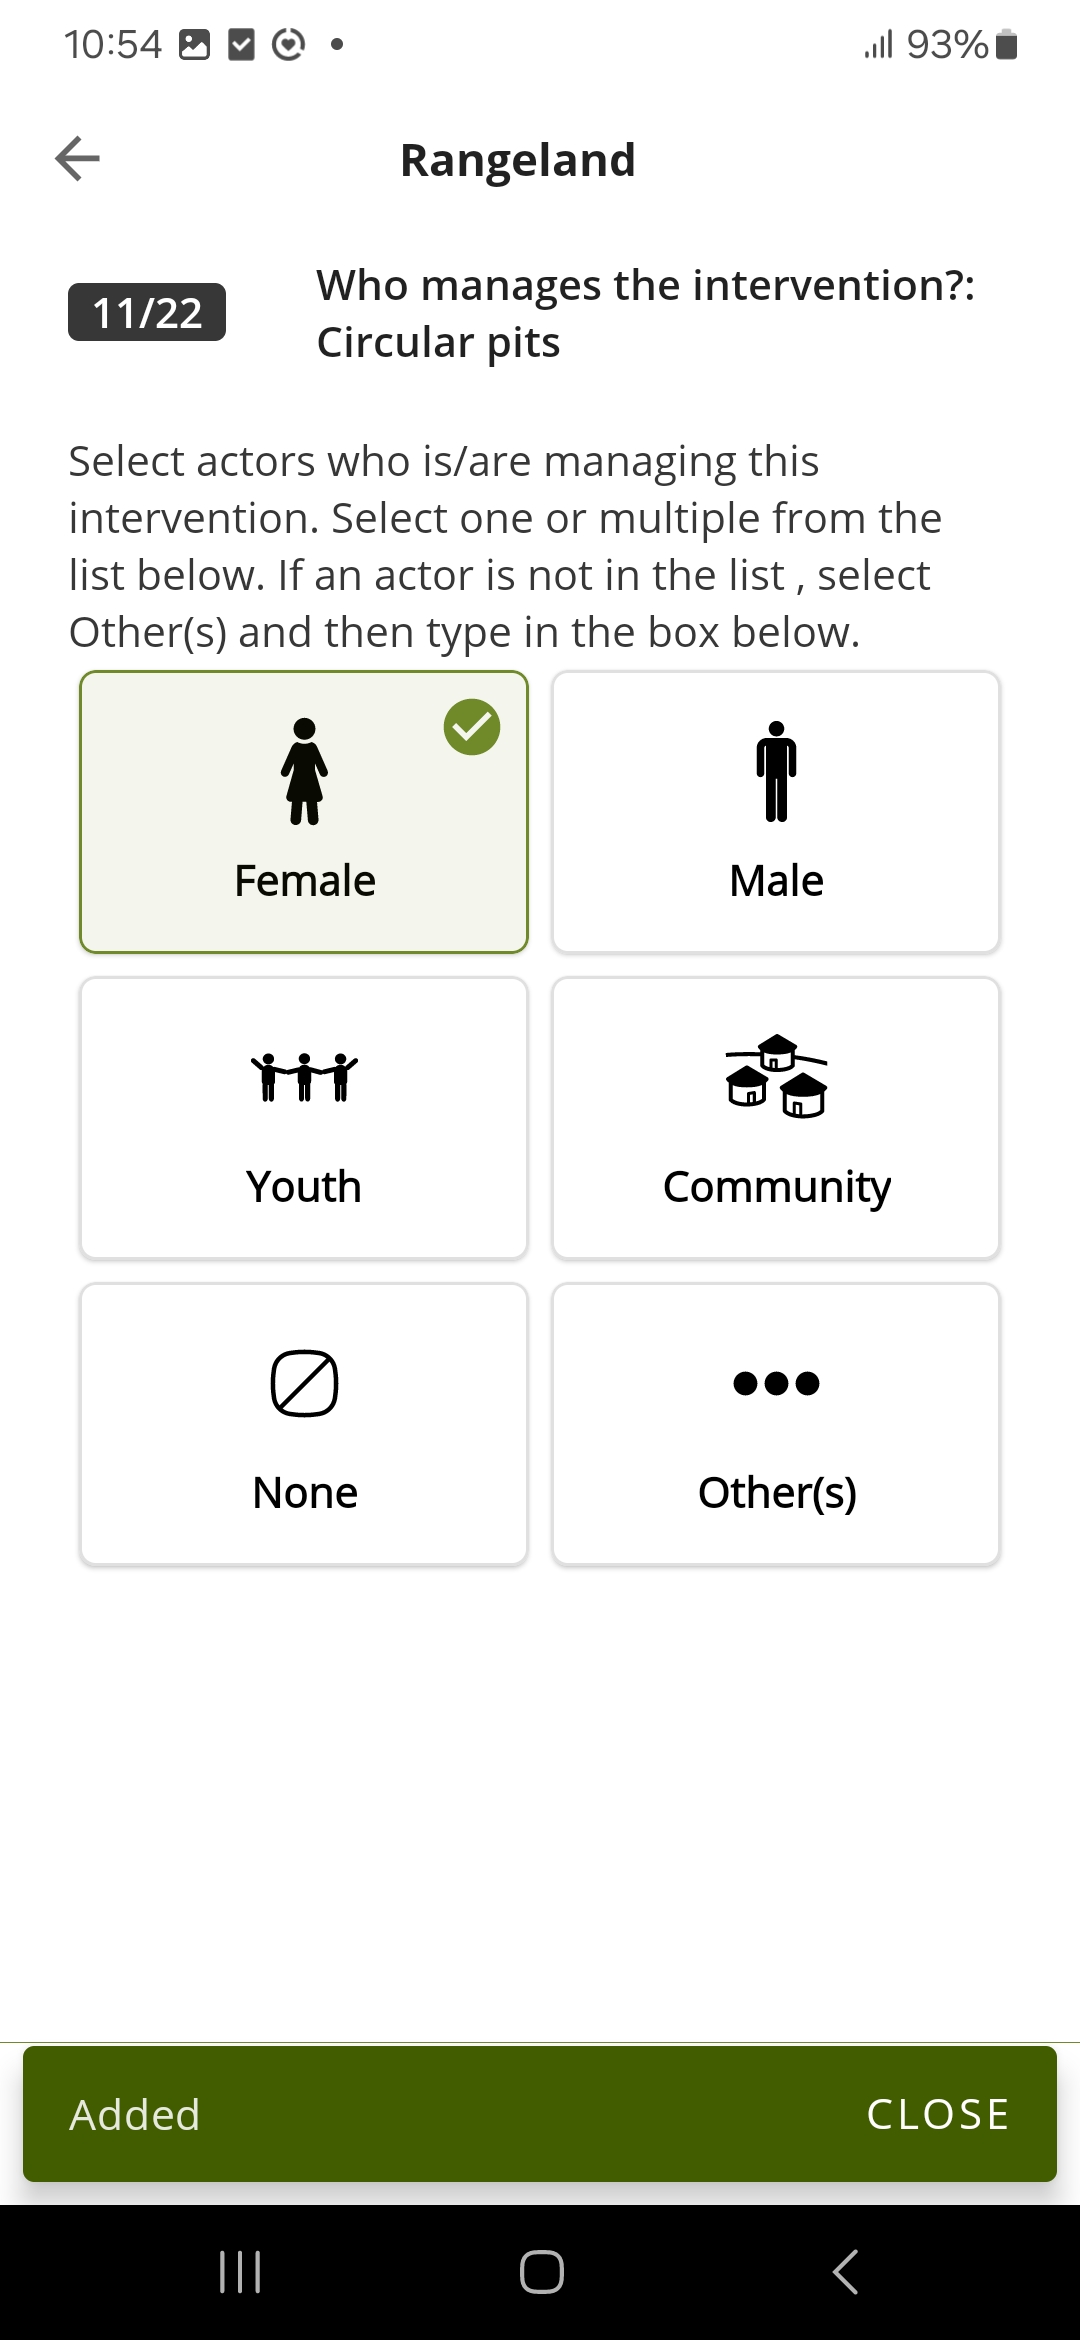 10:54
93%
Rangeland
11/22
Who manages the intervention?:
Circular pits
Select actors who is/are managing this
intervention. Select one or multiple from the
list below. If an actor is not in the list , select
Other(s) and then type in the box below.
Female
Male
Youth
Community
None
Other(s)
Added
CLOSE